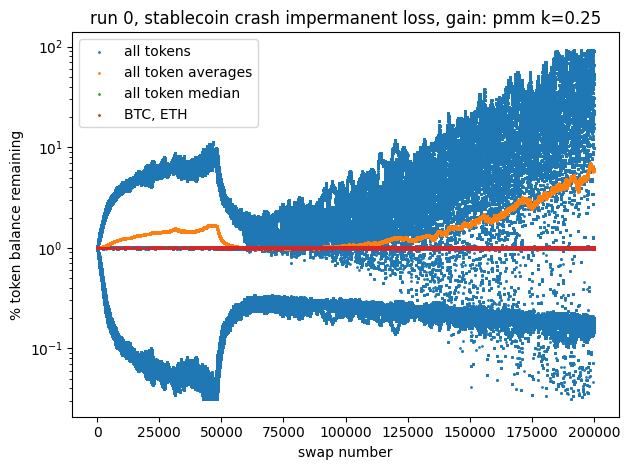 run 0, stablecoin crash impermanent loss, gain: pmm k=0.25
all tokens
all token averages
all token median
BTC, ETH
% token balance remaining
10²
10¹
10⁰
10⁻¹
0 25000 50000 75000 100000 125000 150000 175000 200000
swap number